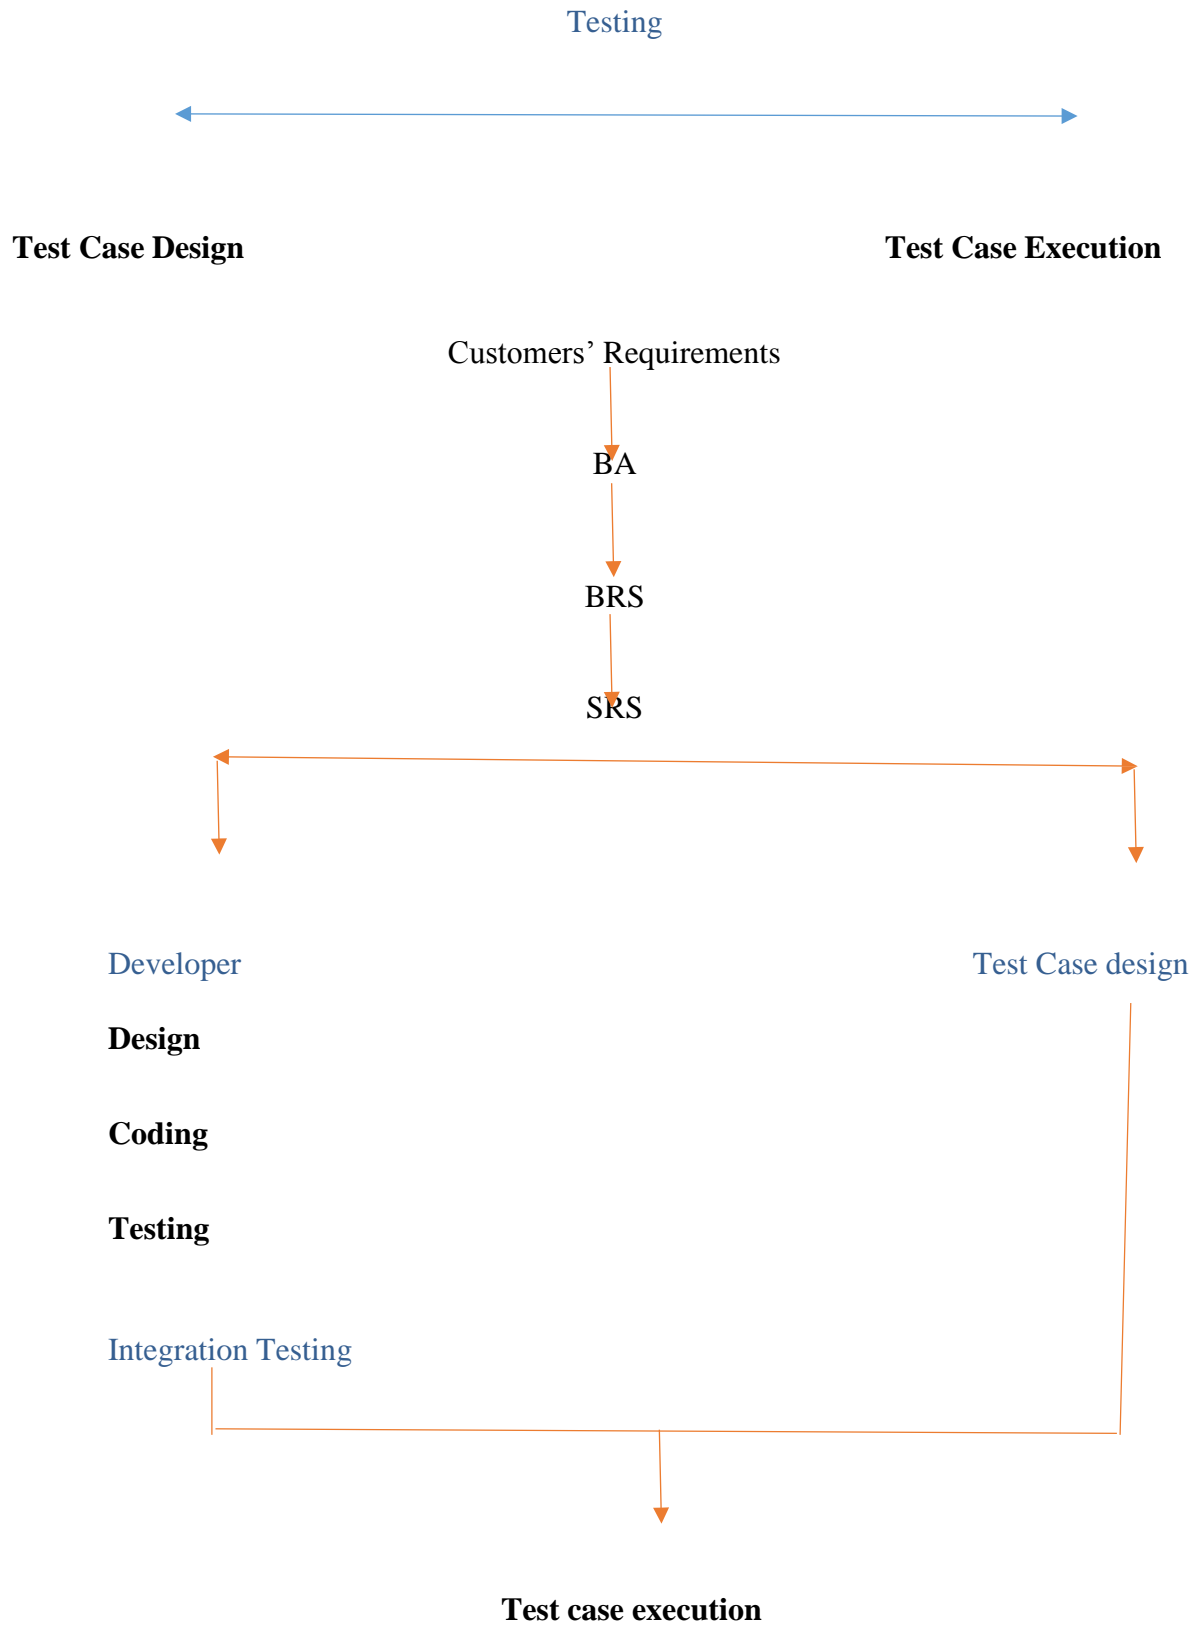 Testing
Test Case Design
Test Case Execution
Customers’ Requirements
BA
BRS
SRS
Developer
Test Case design
Design
Coding
Testing
Integration Testing
Test case execution